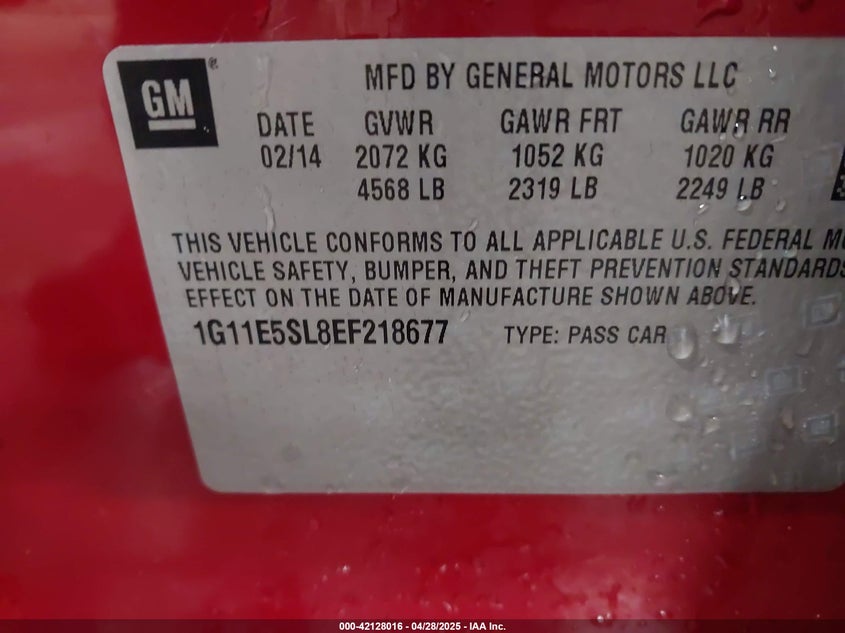 GM®
MFD BY GENERAL MOTORS LLC
DATE GVWR GAWR FRT GAWR RR
02/14 2072 KG 1052 KG 1020 KG
4568 LB 2319 LB 2249 LB
THIS VEHICLE CONFORMS TO ALL APPLICABLE U.S. FEDERAL
VEHICLE SAFETY, BUMPER, AND THEFT PREVENTION STANDARDS
EFFECT ON THE DATE OF MANUFACTURE SHOWN ABOVE.
1G11E5SL8EF218677 TYPE: PASS CAR
000-42128016 - 04/28/2025 - IAA Inc.